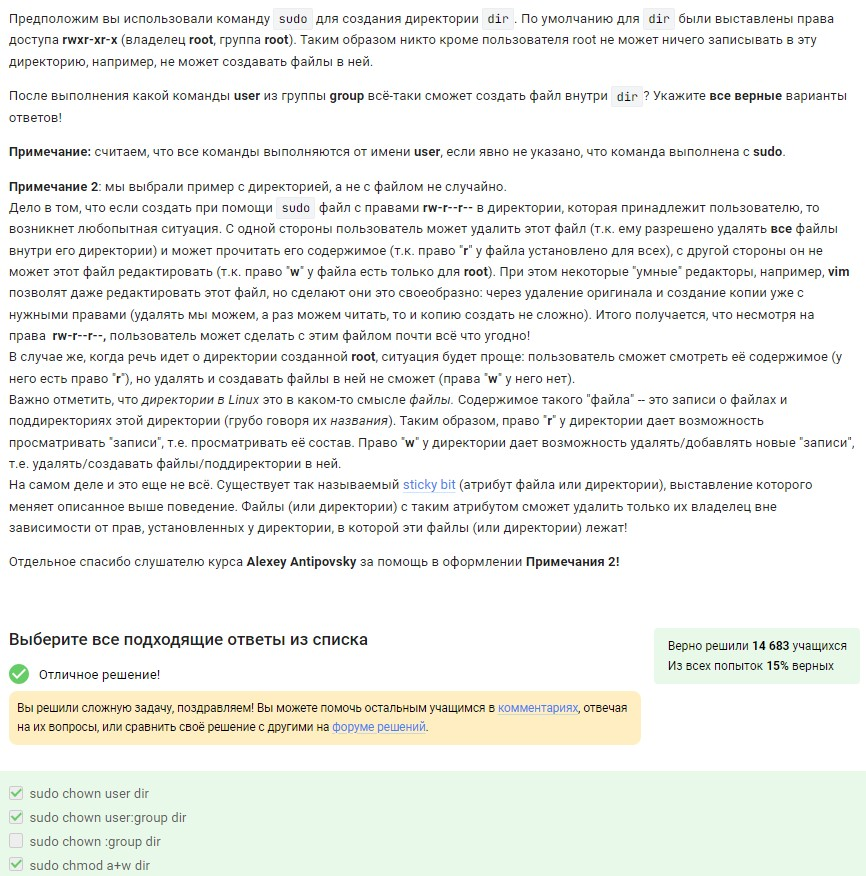 Предположим вы использовали команду sudo для создания директории dir. По умолчанию для dir были выставлены права
доступа rwxr-xr-x (владелец root, группа root). Таким образом никто кроме пользователя root не может ничего записывать в эту
директорию, например, не может создавать файлы в ней.
После выполнения какой команды user из группы group всё-таки сможет создать файл внутри dir? Укажите все верные варианты
ответов!
Примечание: считаем, что все команды выполняются от имени user, если явно не указано, что команда выполнена с sudo.
Примечание 2: мы выбрали пример с директорией, а не с файлом не случайно.
Дело в том, что если создать при помощи sudo файл с правами rw-r--r-- в директории, которая принадлежит пользователю, то
возникнет любопытная ситуация. С одной стороны пользователь может удалить этот файл (т.к. ему разрешено удалять все файлы
внутри его директории) и может прочитать его содержимое (т.к. право "r" у файла установлено для всех), с другой стороны он не
может этот файл редактировать (т.к. право "w" у файла есть только для root). При этом некоторые "умные" редакторы, например, vim
позволят даже редактировать этот файл, но сделают они это своеобразно: через удаление оригинала и создание копии уже с
нужными правами (удалять мы можем, а раз можем читать, то и копию создать не сложно). Итого получается, что несмотря на
права rw-r--r--, пользователь может сделать с этим файлом почти всё что угодно!
В случае же, когда речь идет о директории созданной root, ситуация будет проще: пользователь сможет смотреть её содержимое (у
него есть право "r"), но удалять и создавать файлы в ней не сможет (права "w" у него нет).
Важно отметить, что директории в Linux это в каком-то смысле файлы. Содержимое такого "файла" -- это записи о файлах и
поддиректориях этой директории (грубо говоря их названия). Таким образом, право "r" у директории дает возможность
просматривать "записи", т.е. просматривать её состав. Право "w" у директории дает возможность удалять/добавлять новые "записи",
т.е. удалять/создавать файлы/поддиректории в ней.
На самом деле и это еще не всё. Существует так называемый sticky bit (атрибут файла или директории), выставление которого
меняет описанное выше поведение. Файлы (или директории) с таким атрибутом сможет удалить только их владелец вне
зависимости от прав, установленных у директории, в которой эти файлы (или директории) лежат!
Отдельное спасибо слушателю курса Alexey Antipovsky за помощь в оформлении Примечания 2!
Выберите все подходящие ответы из списка
Верно решили 14 683 учащихся
Из всех попыток 15% верных
Отличное решение!
Вы решили сложную задачу, поздравляем! Вы можете помочь остальным учащимся в комментариях, отвечая
на их вопросы, или сравнить своё решение с другими на форуме решений.
sudo chown user dir
sudo chown user:group dir
sudo chown :group dir
sudo chmod a+w dir